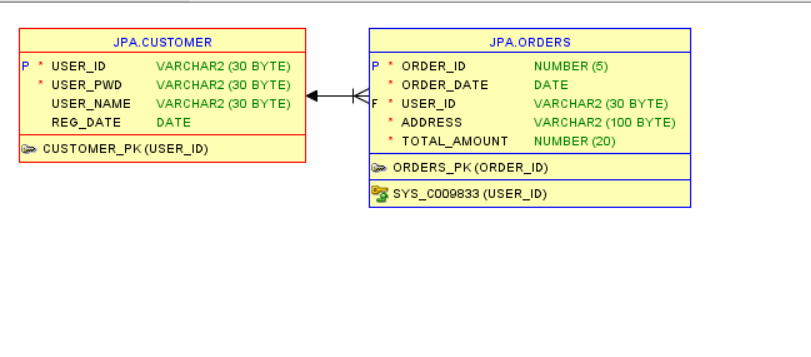 JPA.CUSTOMER
P * USER_ID VARCHAR2 (30 BYTE)
* USER_PWD VARCHAR2 (30 BYTE)
USER_NAME VARCHAR2 (30 BYTE)
REG_DATE DATE
CUSTOMER_PK (USER_ID)
JPA.ORDERS
P * ORDER_ID NUMBER (5)
* ORDER_DATE DATE
F * USER_ID VARCHAR2 (30 BYTE)
* ADDRESS VARCHAR2 (100 BYTE)
* TOTAL_AMOUNT NUMBER (20)
ORDERS_PK (ORDER_ID)
SYS_C009833 (USER_ID)